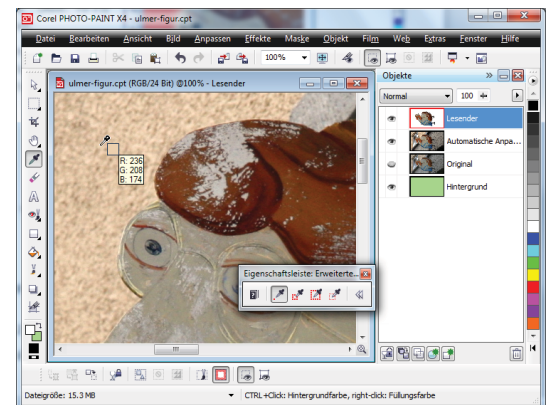 Corel PHOTO-PAINT X4 - ulmer-figur.cpt
Datei Bearbeiten Ansicht Bild Anpassen Effekte Maske Objekt Film Web Extras Fenster Hilfe
100%
ulmer-figur.cpt (RGB/24 Bit) @100% - Lesender
R: 236
G: 208
B: 174
Eigenschaftsleiste: Erweiterte...
Objekte
Normal 100
Lesender
Automatische Anpa...
Original
Hintergrund
Dateigröße: 15.3 MB
CTRL+Click: Hintergrundfarbe, right-dick: Füllungsfarbe